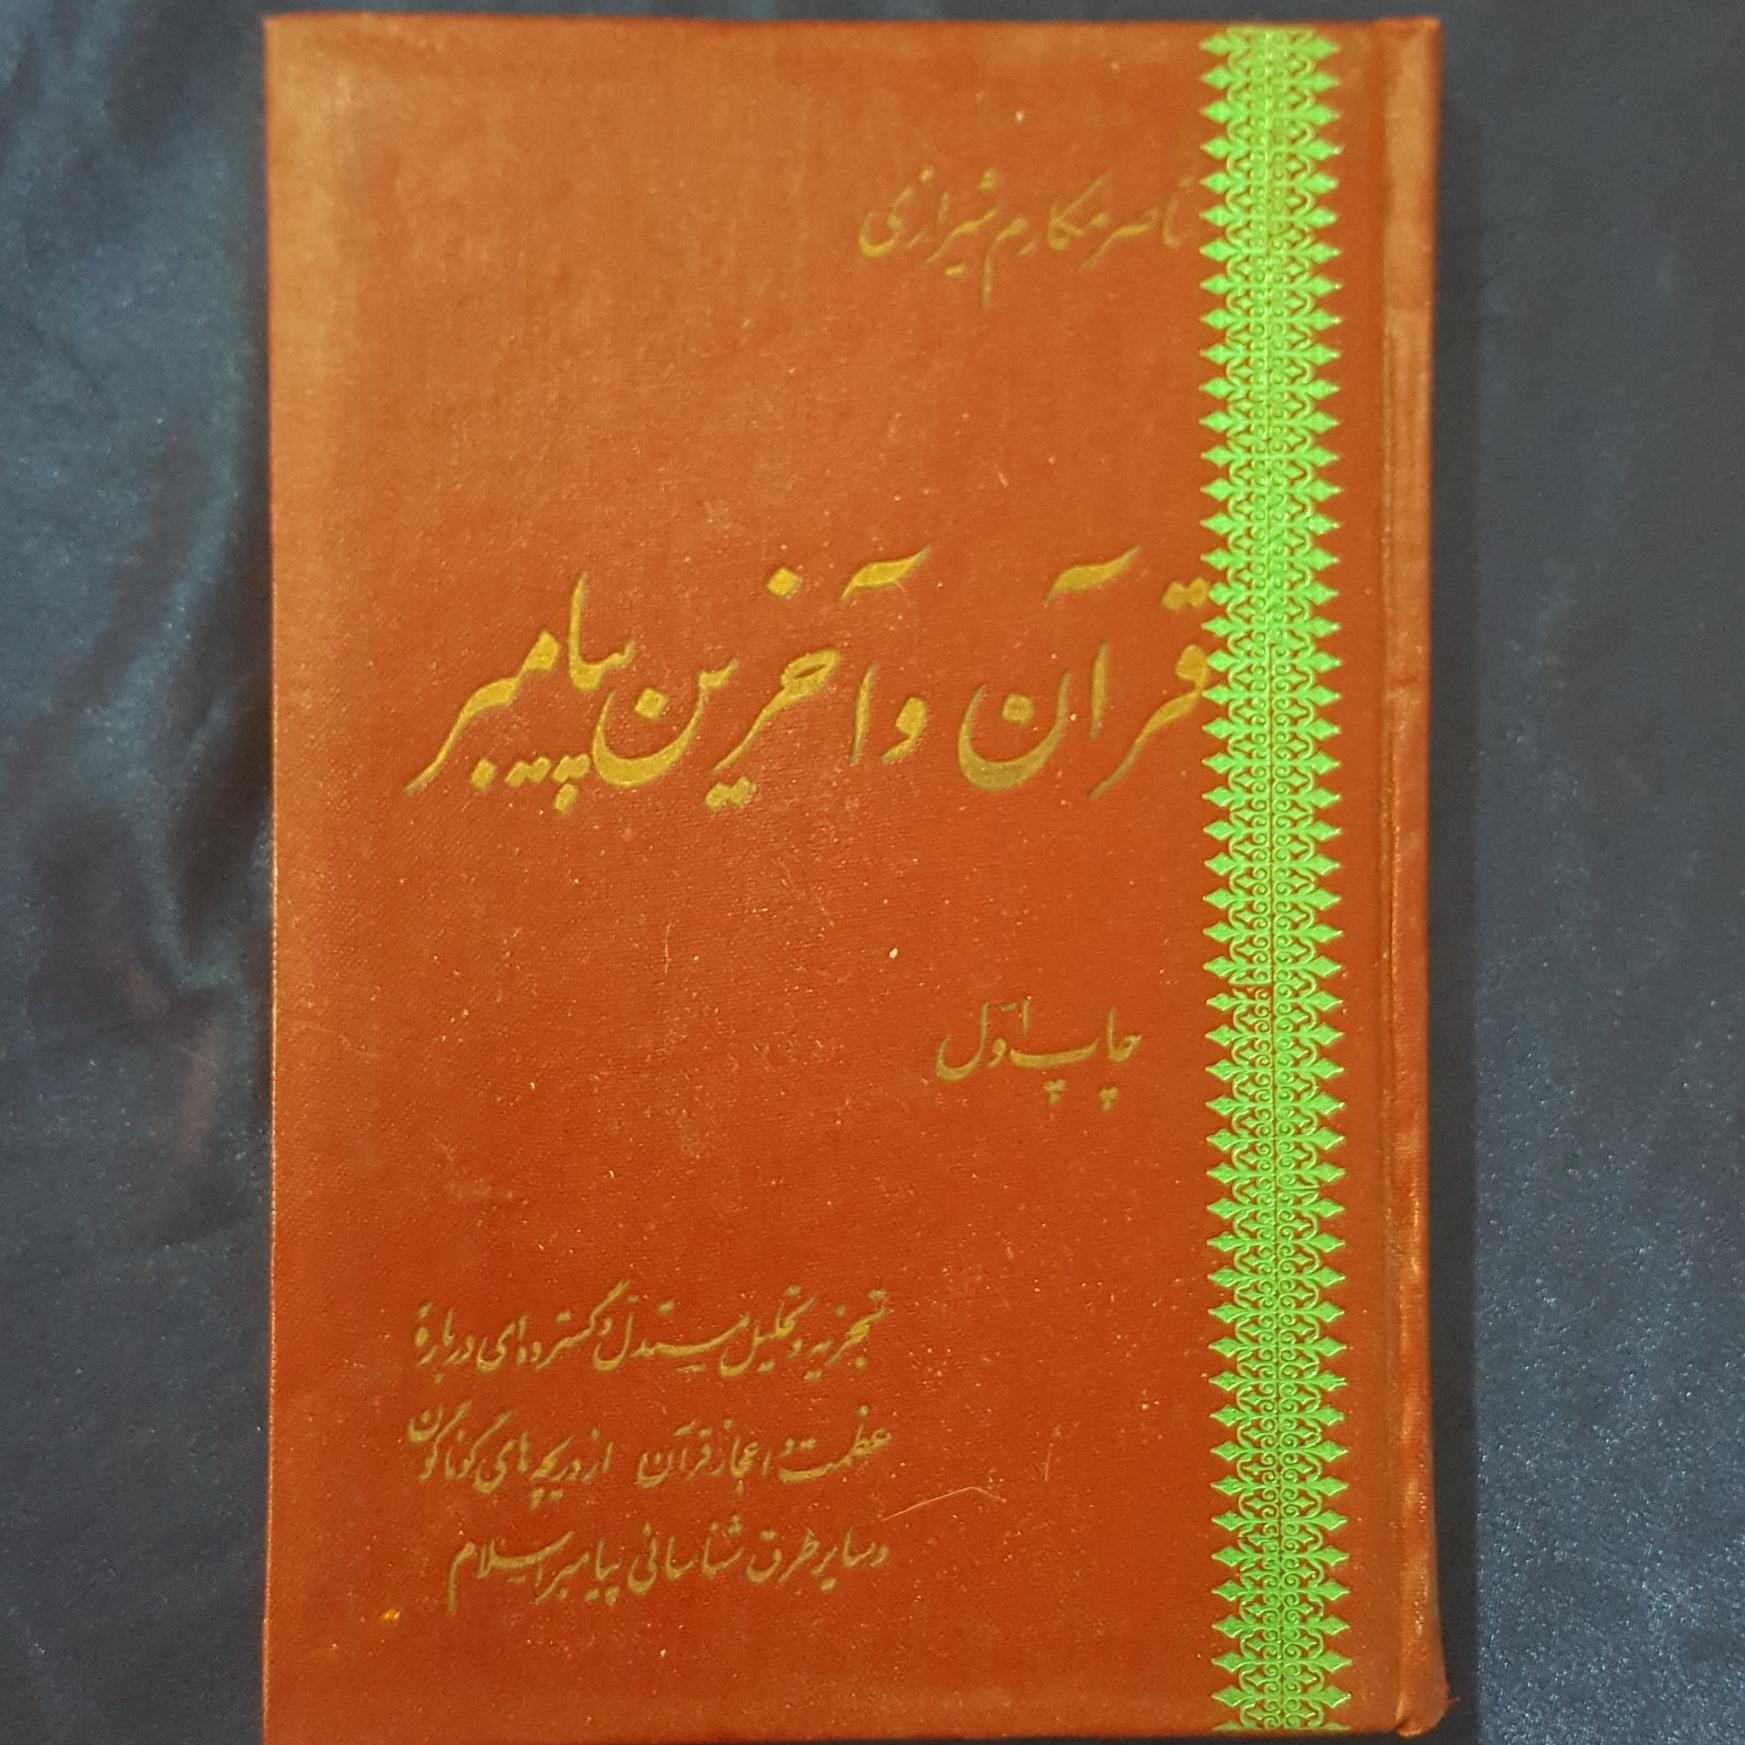 ناصر مکارم شیرازی
قرآن و آخرین پیامبر
چاپ اول
تجزیه و تحلیل مستدل و گسترده‌ای دربارهٔ
عظمت و اعجاز قرآن از دریچه‌های گوناگون
و سایر طرق شناسائی پیامبر اسلام